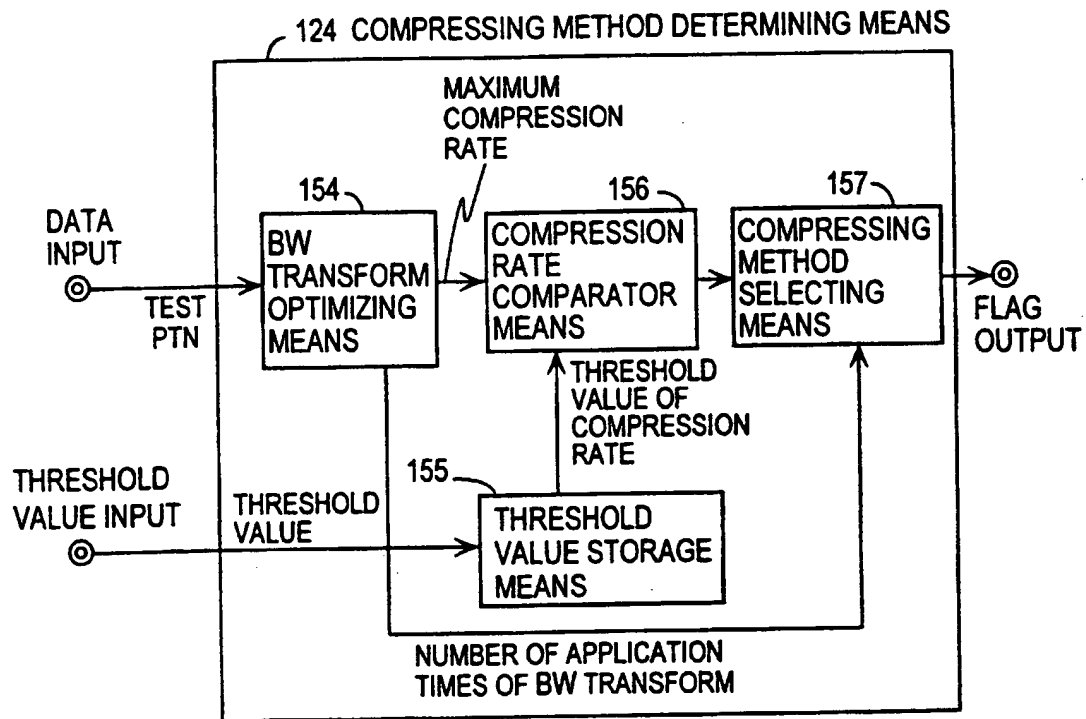 124 COMPRESSING METHOD DETERMINING MEANS
MAXIMUM
COMPRESSION
RATE
DATA
INPUT
TEST
PTN
154
BW
TRANSFORM
OPTIMIZING
MEANS
156
COMPRESSION
RATE
COMPARATOR
MEANS
157
COMPRESSING
METHOD
SELECTING
MEANS
FLAG
OUTPUT
THRESHOLD
VALUE OF
COMPRESSION
RATE
THRESHOLD
VALUE INPUT
THRESHOLD
VALUE
155
THRESHOLD
VALUE STORAGE
MEANS
NUMBER OF APPLICATION
TIMES OF BW TRANSFORM